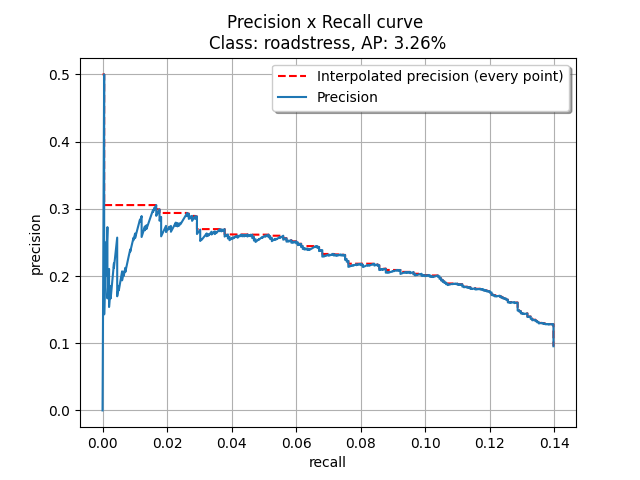 Precision x Recall curve
Class: roadstress, AP: 3.26%
Interpolated precision (every point)
Precision
0.5
0.4
0.3
0.2
0.1
0.0
precision
0.00 0.02 0.04 0.06 0.08 0.10 0.12 0.14
recall